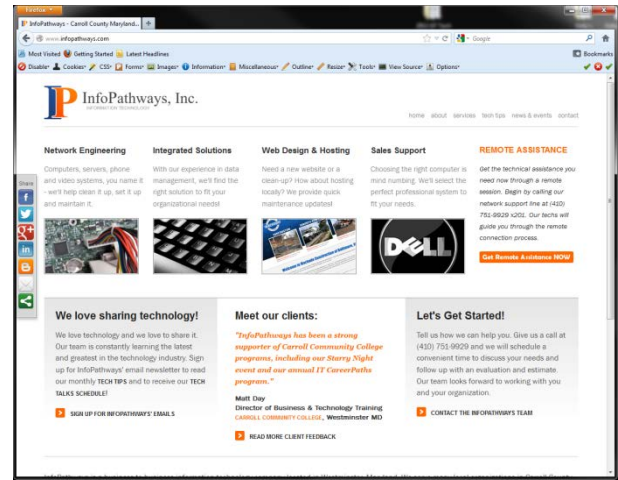 Firefox
InfoPathways - Carroll County Maryland...
www.infopathways.com
Google
Most Visited Getting Started Latest Headlines
Bookmarks
Disable Cookies CSS Forms Images Information Miscellaneous Outline Resize Tools View Source Options
InfoPathways, Inc.
INFORMATION TECHNOLOGY
home about services tech tips news & events contact
Network Engineering
Computers, servers, phone
and video systems, you name it
- we'll help clean it up, set it up
and maintain it.
Integrated Solutions
With our experience in data
management, we'll find the
right solution to fit your
organizational needs!
Web Design & Hosting
Need a new website or a
clean-up? How about hosting
locally? We provide quick
maintenance updates!
Sales Support
Choosing the right computer is
mind numbing. We'll select the
perfect professional system to
fit your needs.
DELL
REMOTE ASSISTANCE
Get the technical assistance you
need now through a remote
session. Begin by calling our
network support line at (410)
751-9929 x201. Our techs will
guide you through the remote
connection process.
Get Remote Assistance NOW
Share
We love sharing technology!
We love technology and we love to share it.
Our team is constantly learning the latest
and greatest in the technology industry. Sign
up for InfoPathways' email newsletter to read
our monthly TECH TIPS and to receive our TECH
TALKS SCHEDULE!
SIGN UP FOR INFOPATHWAYS' EMAILS
Meet our clients:
"InfoPathways has been a strong
supporter of Carroll Community College
programs, including our Starry Night
event and our annual IT CareerPaths
program."
Matt Day
Director of Business & Technology Training
CARROLL COMMUNITY COLLEGE, Westminster MD
READ MORE CLIENT FEEDBACK
Let's Get Started!
Tell us how we can help you. Give us a call at
(410) 751-9929 and we will schedule a
convenient time to discuss your needs and
follow up with an evaluation and estimate.
Our team looks forward to working with you
and your organization.
CONTACT THE INFOPATHWAYS TEAM